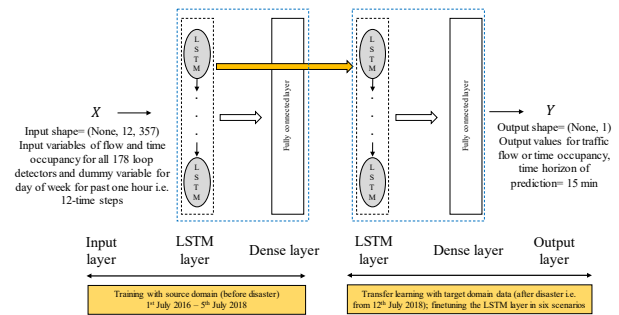 L
S
T
M
.
.
.
L
S
T
M
Fully connected layer
L
S
T
M
.
.
.
L
S
T
M
Fully connected layer
X
Input shape= (None, 12, 357)
Input variables of flow and time
occupancy for all 178 loop
detectors and dummy variable for
day of week for past one hour i.e.
12-time steps
Y
Output shape= (None, 1)
Output values for traffic
flow or time occupancy,
time horizon of
prediction= 15 min
Input
layer
LSTM
layer
Dense layer
LSTM
layer
Dense layer
Output
layer
Training with source domain (before disaster)
1st July 2016 – 5th July 2018
Transfer learning with target domain data (after disaster i.e.
from 12th July 2018); finetuning the LSTM layer in six scenarios